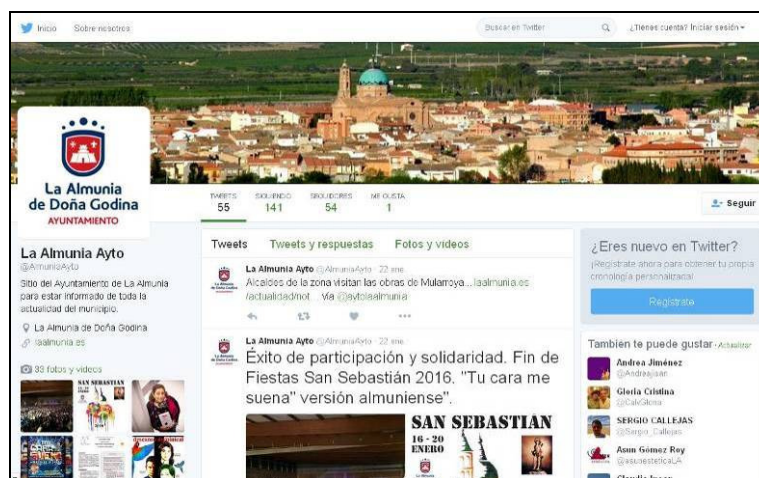 Inicio Sobre nosotros
Buscar en Twitter
¿Tienes cuenta? Iniciar sesión
La Almunia
de Doña Godina
AYUNTAMIENTO
TWEETS SIGUIENDO SEGUIDORES ME GUSTA
55 141 54 1
Seguir
La Almunia Ayto
@AlmuniaAyto
Sitio del Ayuntamiento de La Almunia
para estar informado de toda la
actualidad del municipio.
La Almunia de Doña Godina
laalmunia.es
33 fotos y vídeos
SAN SEBASTIAN
Tweets Tweets y respuestas Fotos y vídeos
La Almunia Ayto @AlmuniaAyto · 22 ene.
Alcaldes de la zona visitan las obras de Mularroya...laalmunia.es
/actualidad/not... vía @aytolaalmunia
La Almunia Ayto @AlmuniaAyto · 22 ene.
Éxito de participación y solidaridad. Fin de
Fiestas San Sebastián 2016. "Tu cara me
suena" versión almuniense".
SAN SEBASTIAN
16 - 20
ENERO
¿Eres nuevo en Twitter?
¡Regístrate ahora para obtener tu propia
cronología personalizada!
Regístrate
También te puede gustar · Actualizar
Andrea Jiménez
@Andreajisan
Gloria Cristina
SERGIO CALLEJAS
@Sergio_Callejas
Asun Gómez Rey
@asunesteticaLA